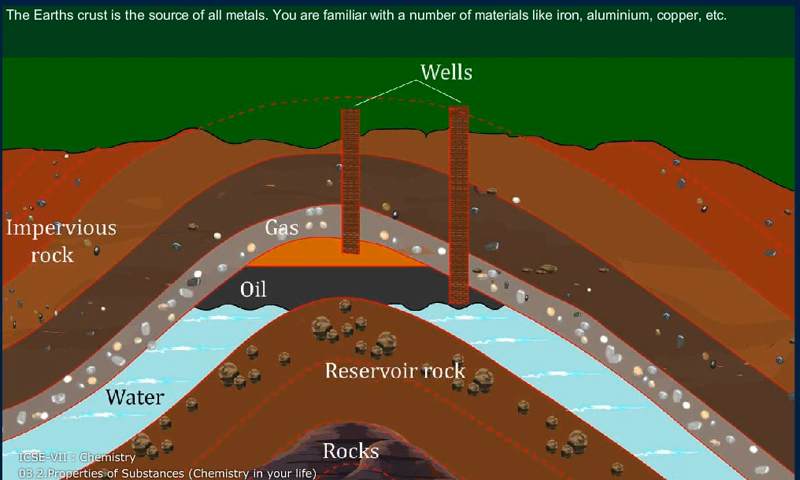 The Earths crust is the source of all metals. You are familiar with a number of materials like iron, aluminium, copper, etc.
Wells
Impervious
rock
Gas
Oil
Reservoir rock
Water
Rocks
ICSE-VII : Chemistry
03.2 Properties of Substances (Chemistry in your life)